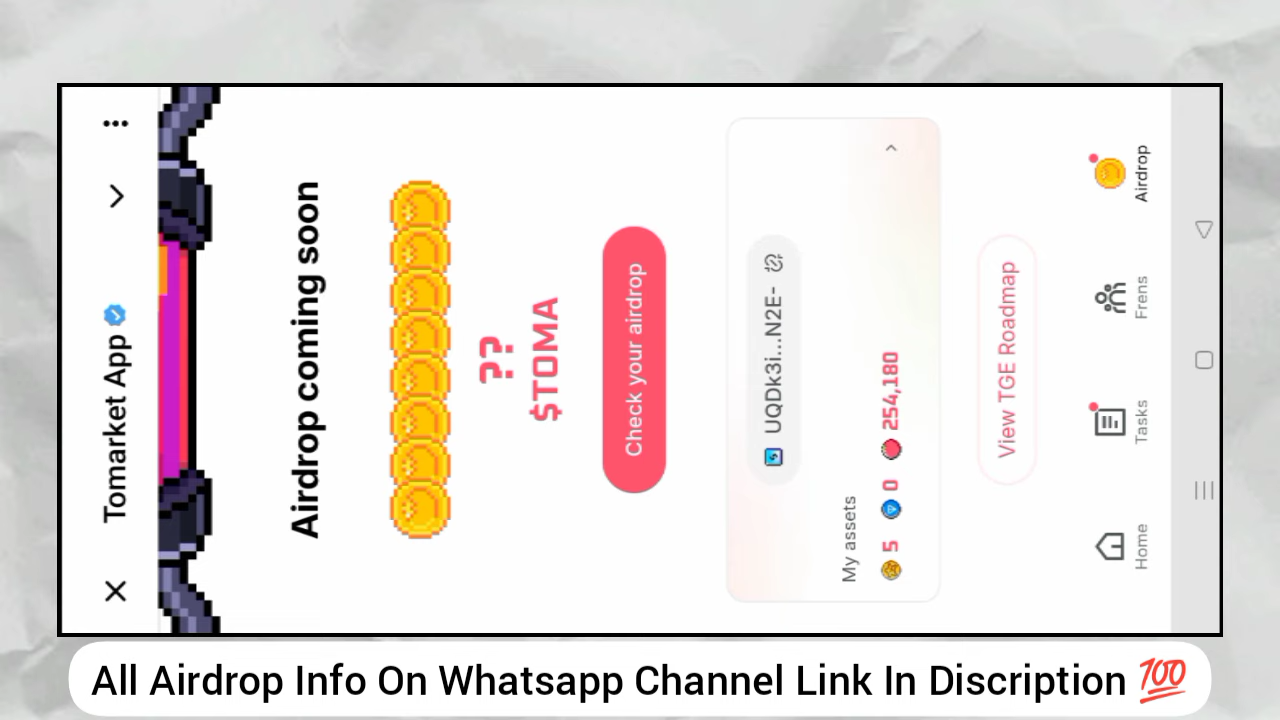 Tomarket App
Airdrop coming soon
??
$TOMA
Check your airdrop
UQDk3i...N2E-
My assets
5 0 254,180
View TGE Roadmap
Home Tasks Frens Airdrop
All Airdrop Info On Whatsapp Channel Link In Discription 💯